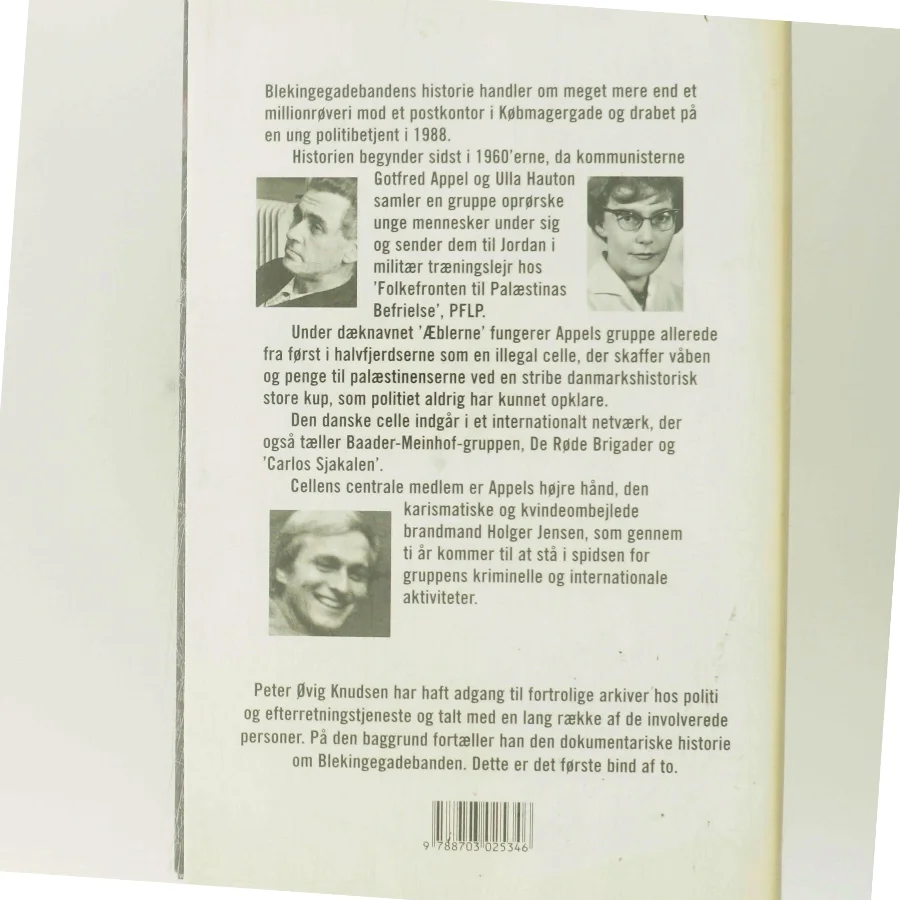 Blekingegadebandens historie handler om meget mere end et
millionrøveri mod et postkontor i Købmagergade og drabet på
en ung politibetjent i 1988.
Historien begynder sidst i 1960'erne, da kommunisterne
Gotfred Appel og Ulla Hauton
samler en gruppe oprørske
unge mennesker under sig
og sender dem til Jordan i
militær træningslejr hos
'Folkefronten til Palæstinas
Befrielse', PFLP.
Under dæknavnet 'Æblerne' fungerer Appels gruppe allerede
fra først i halvfjerdserne som en illegal celle, der skaffer våben
og penge til palæstinenserne ved en stribe danmarkshistorisk
store kup, som politiet aldrig har kunnet opklare.
Den danske celle indgår i et internationalt netværk, der
også tæller Baader-Meinhof-gruppen, De Røde Brigader og
'Carlos Sjakalen'.
Cellens centrale medlem er Appels højre hånd, den
karismatiske og kvindeombejlede
brandmand Holger Jensen, som gennem
ti år kommer til at stå i spidsen for
gruppens kriminelle og internationale
aktiviteter.
Peter Øvig Knudsen har haft adgang til fortrolige arkiver hos politi
og efterretningstjeneste og talt med en lang række af de involverede
personer. På den baggrund fortæller han den dokumentariske historie
om Blekingegadebanden. Dette er det første bind af to.
9 788703 025346